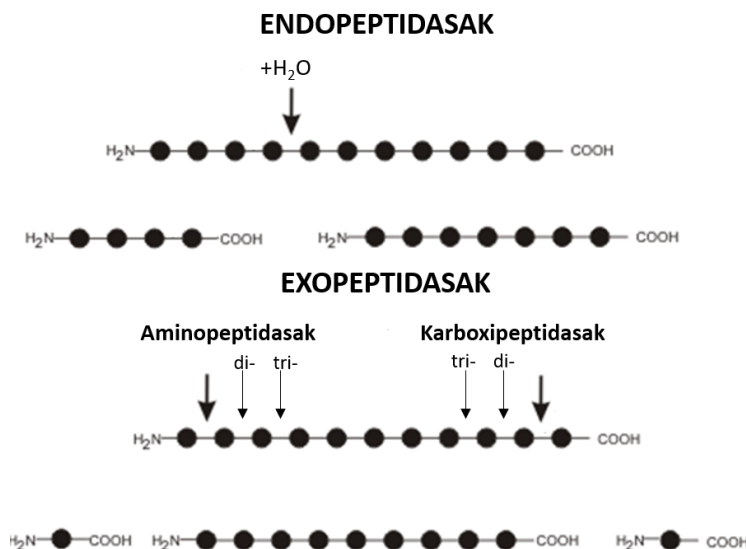 ENDOPEPTIDASAK
+H₂O
H₂N COOH
H₂N COOH H₂N COOH
EXOPEPTIDASAK
Aminopeptidasak Karboxipeptidasak
di- tri- tri- di-
H₂N COOH
H₂N COOH H₂N COOH H₂N COOH